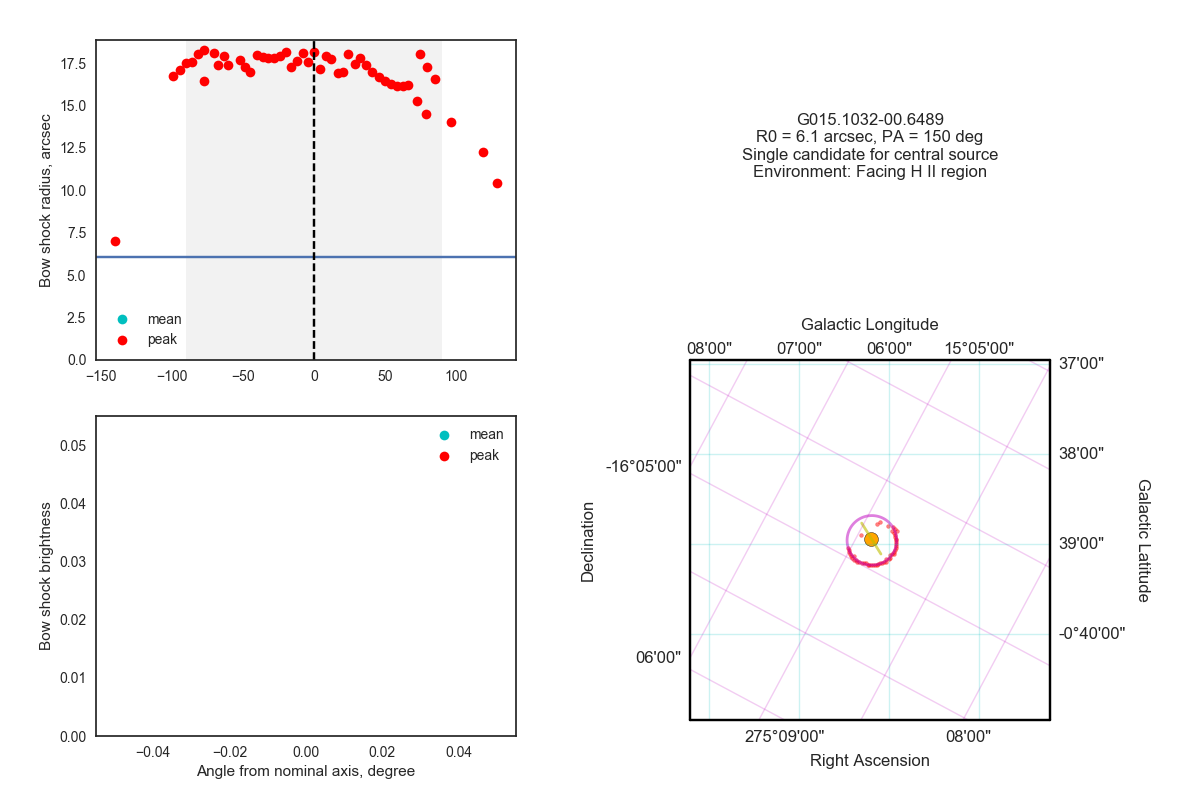 17.5
15.0
12.5
10.0
7.5
5.0
2.5
0.0
Bow shock radius, arcsec
mean
peak
−150
−100
−50
0
50
100
0.05
0.04
0.03
0.02
0.01
0.00
Bow shock brightness
mean
peak
−0.04
−0.02
0.00
0.02
0.04
Angle from nominal axis, degree
G015.1032-00.6489
R0 = 6.1 arcsec, PA = 150 deg
Single candidate for central source
Environment: Facing H II region
Galactic Longitude
08'00"
07'00"
06'00"
15°05'00"
37'00"
38'00"
39'00"
-0°40'00"
Galactic Latitude
-16°05'00"
06'00"
Declination
275°09'00"
08'00"
Right Ascension